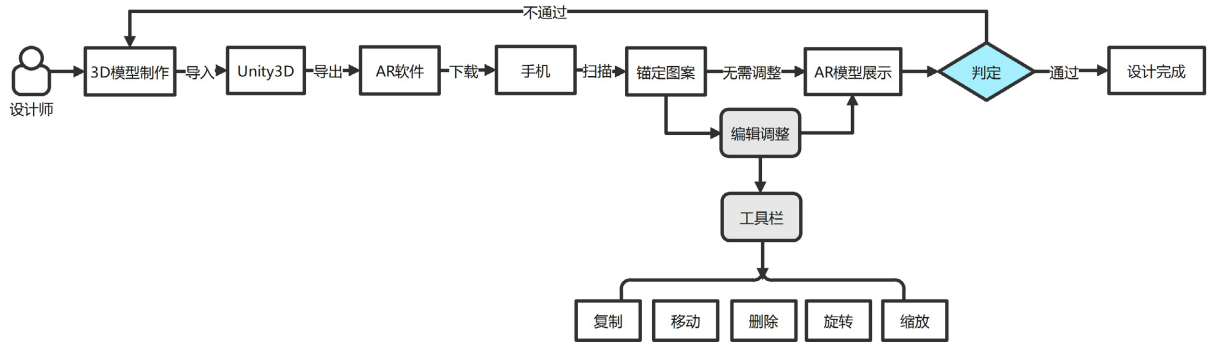 不通过
设计师
3D模型制作
导入
Unity3D
导出
AR软件
下载
手机
扫描
锚定图案
无需调整
AR模型展示
判定
通过
设计完成
编辑调整
工具栏
复制
移动
删除
旋转
缩放